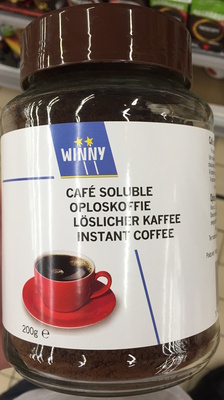 WINNY
CAFÉ SOLUBLE
OPLOSKOFFIE
LÖSLICHER KAFFEE
INSTANT COFFEE
200g ℮